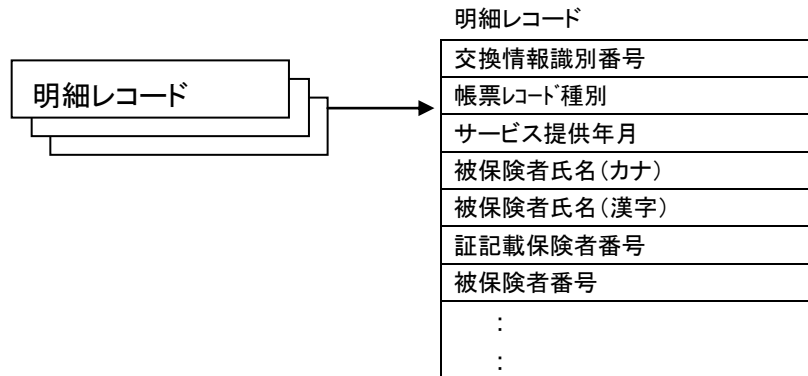 明細レコード
明細レコード
交換情報識別番号
帳票ﾚｺｰﾄﾞ種別
サービス提供年月
被保険者氏名（カナ）
被保険者氏名（漢字）
証記載保険者番号
被保険者番号
：
：